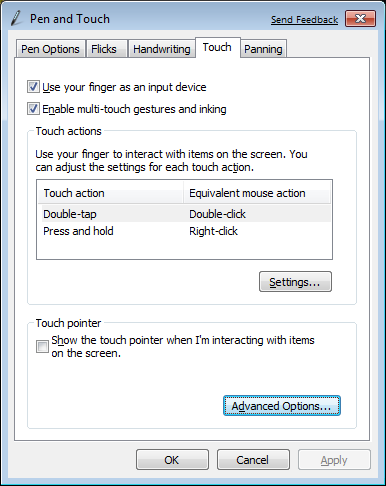 Pen and Touch
Send Feedback
Pen Options
Flicks
Handwriting
Touch
Panning
Use your finger as an input device
Enable multi-touch gestures and inking
Touch actions
Use your finger to interact with items on the screen. You
can adjust the settings for each touch action.
Touch action Equivalent mouse action
Double-tap Double-click
Press and hold Right-click
Settings...
Touch pointer
Show the touch pointer when I'm interacting with items
on the screen.
Advanced Options...
OK
Cancel
Apply